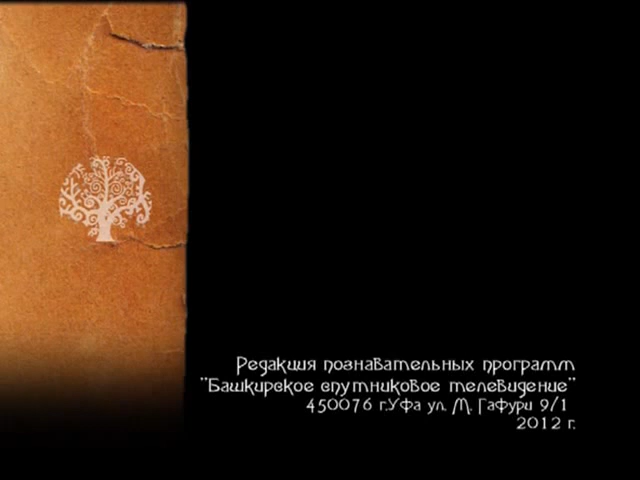 Редакция познавательных программ
"Башкирское спутниковое телевидение"
450076 г.Уфа ул. М. Гафури 9/1
2012 г.